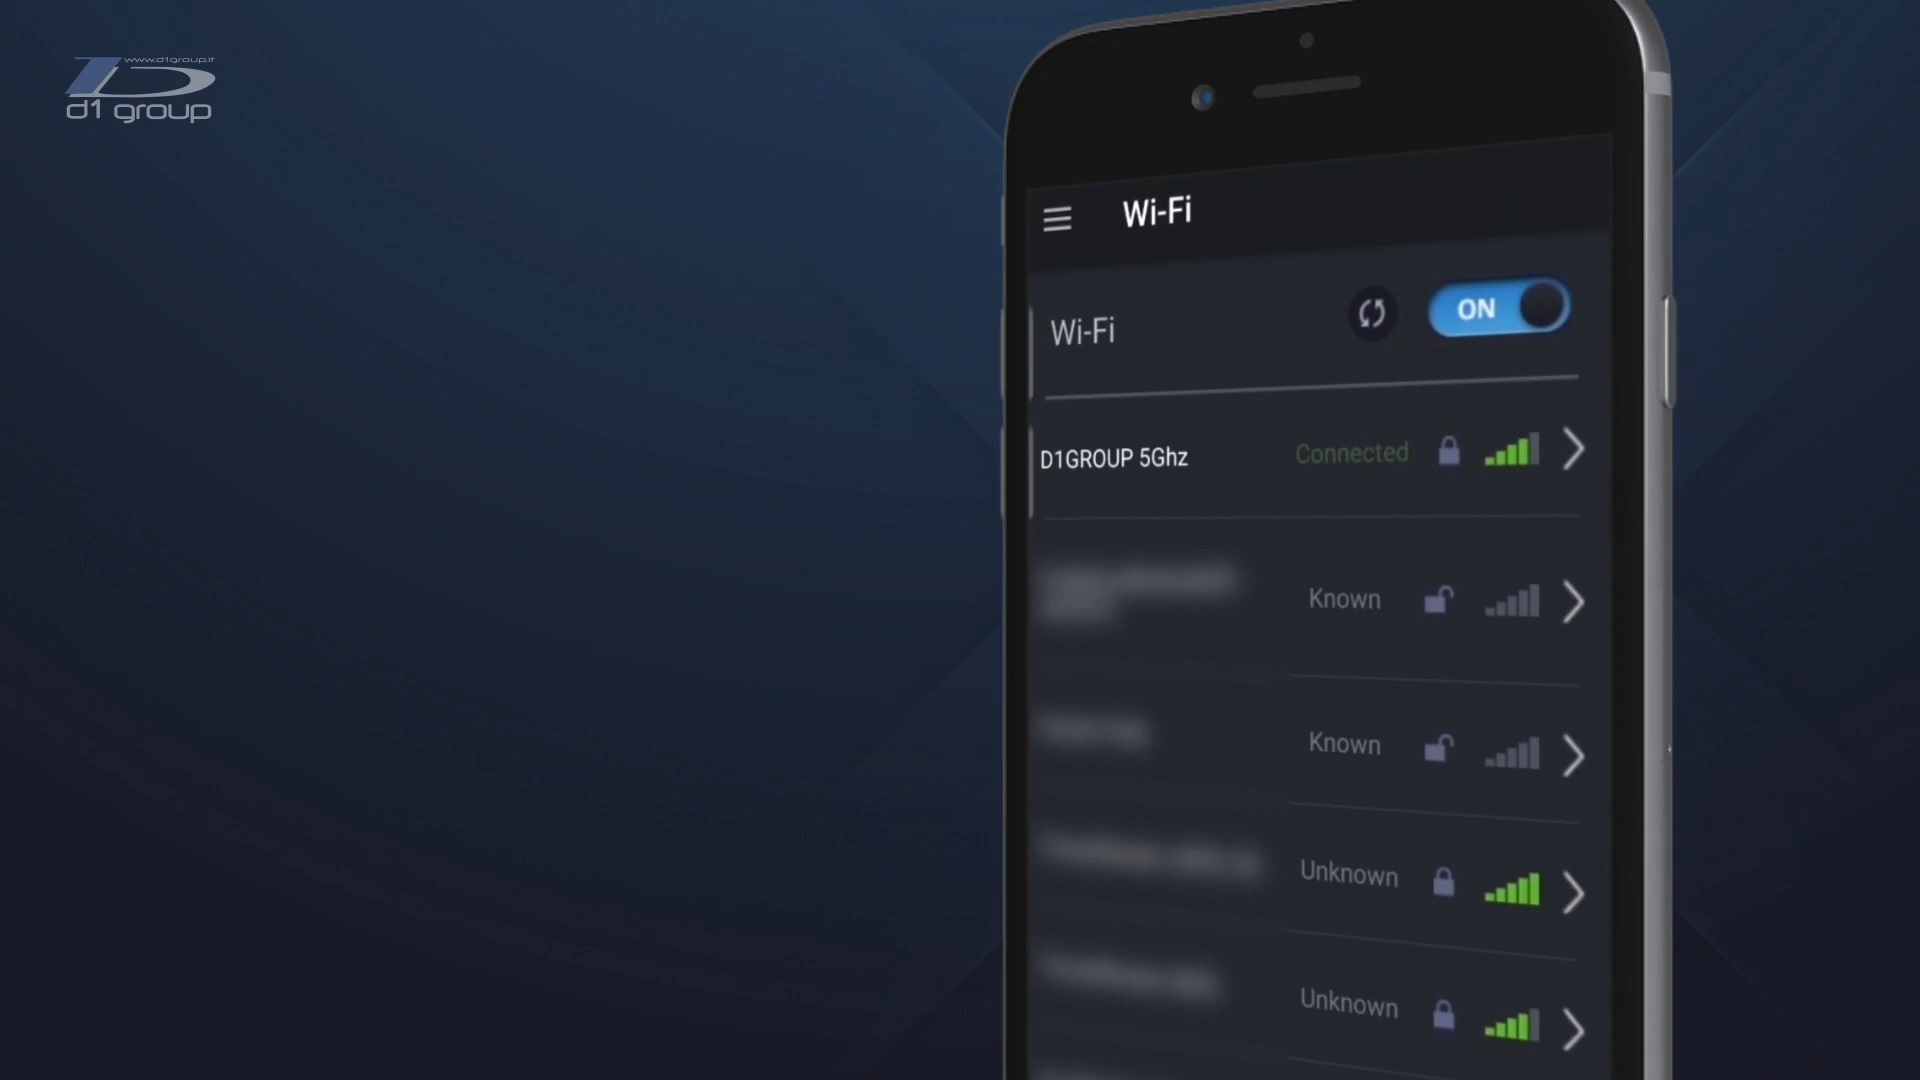 www.d1group.it
d1 group
Wi-Fi
Wi-Fi
ON
D1GROUP 5Ghz
Connected
Known
Known
Unknown
Unknown